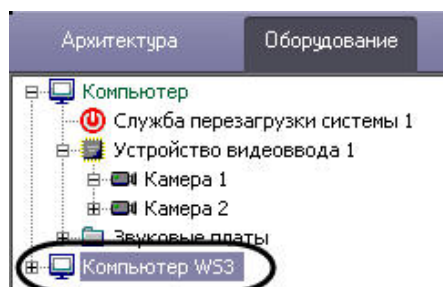 Архитектура Оборудование
Компьютер
Служба перезагрузки системы 1
Устройство видеоввода 1
Камера 1
Камера 2
Звуковые платы
Компьютер WS3